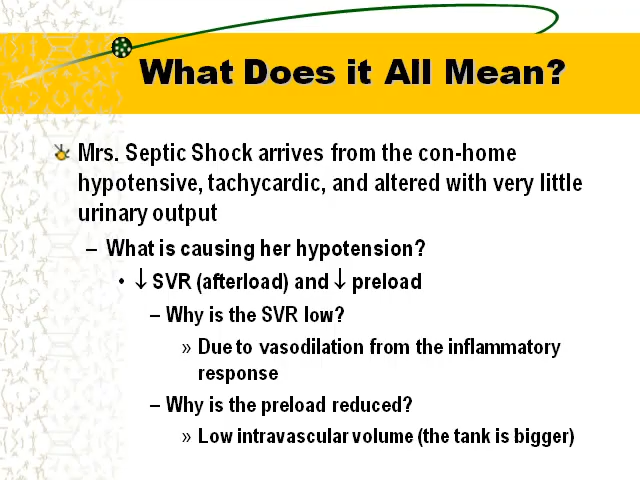 What Does it All Mean?
Mrs. Septic Shock arrives from the con-home
hypotensive, tachycardic, and altered with very little
urinary output
– What is causing her hypotension?
• ↓ SVR (afterload) and ↓ preload
– Why is the SVR low?
» Due to vasodilation from the inflammatory
response
– Why is the preload reduced?
» Low intravascular volume (the tank is bigger)